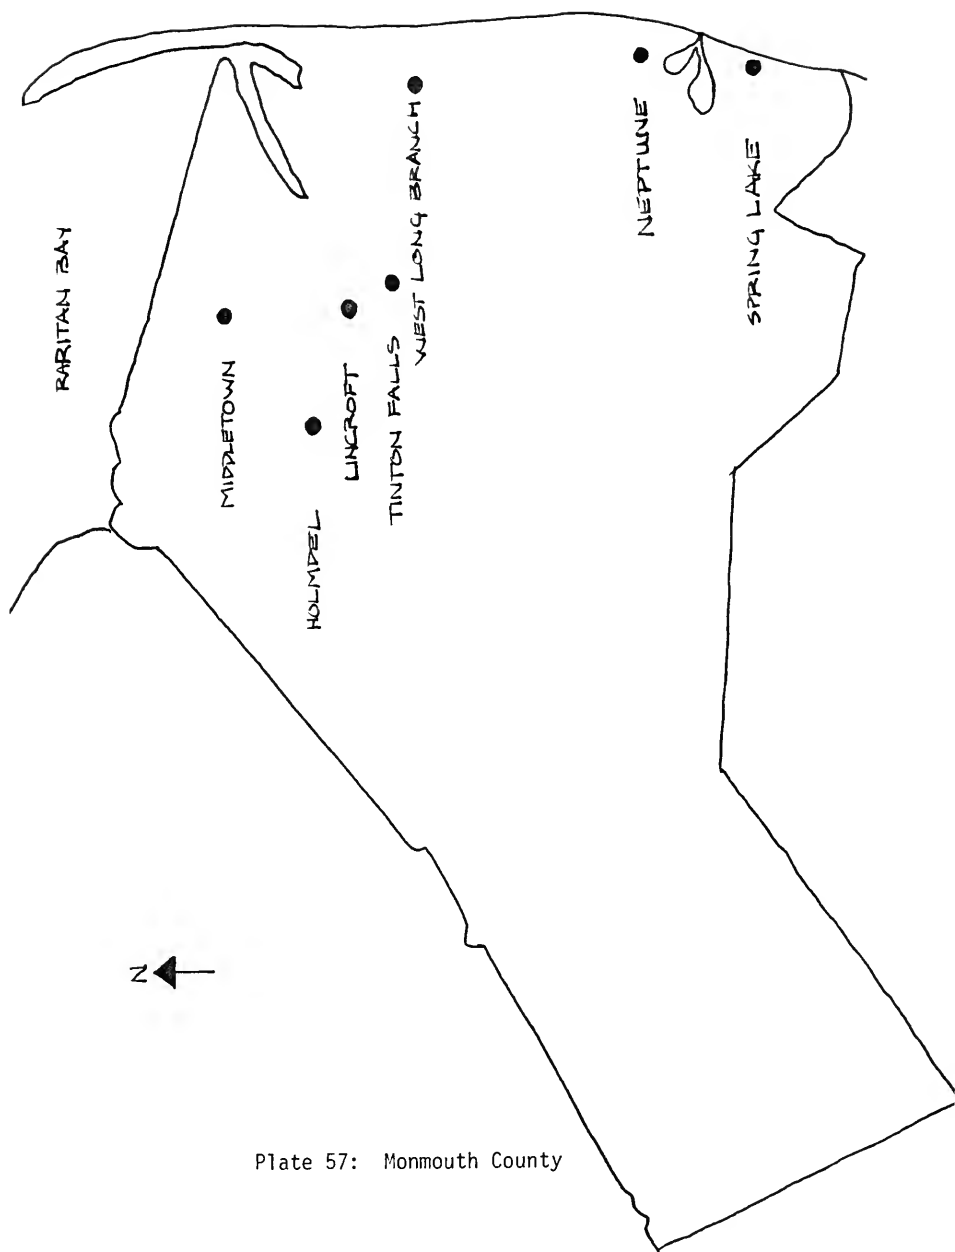 RARITAN BAY
MIDDLETOWN
HOLMDEL
LINCROFT
TINTON FALLS
WEST LONG BRANCH
NEPTUNE
SPRING LAKE
N
Plate 57: Monmouth County